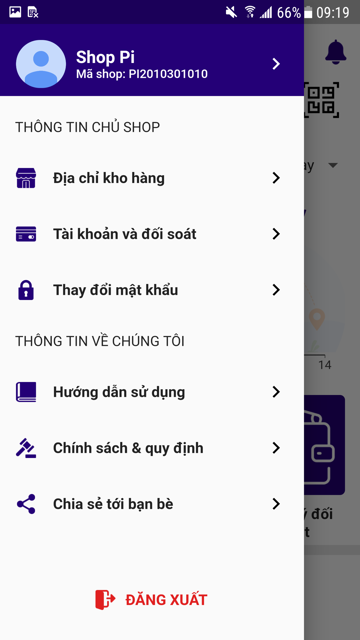 66% 09:19
Shop Pi
Mã shop: PI2010301010
THÔNG TIN CHỦ SHOP
Địa chỉ kho hàng
Tài khoản và đối soát
Thay đổi mật khẩu
THÔNG TIN VỀ CHÚNG TÔI
14
Hướng dẫn sử dụng
Chính sách & quy định
Chia sẻ tới bạn bè
đối
ĐĂNG XUẤT